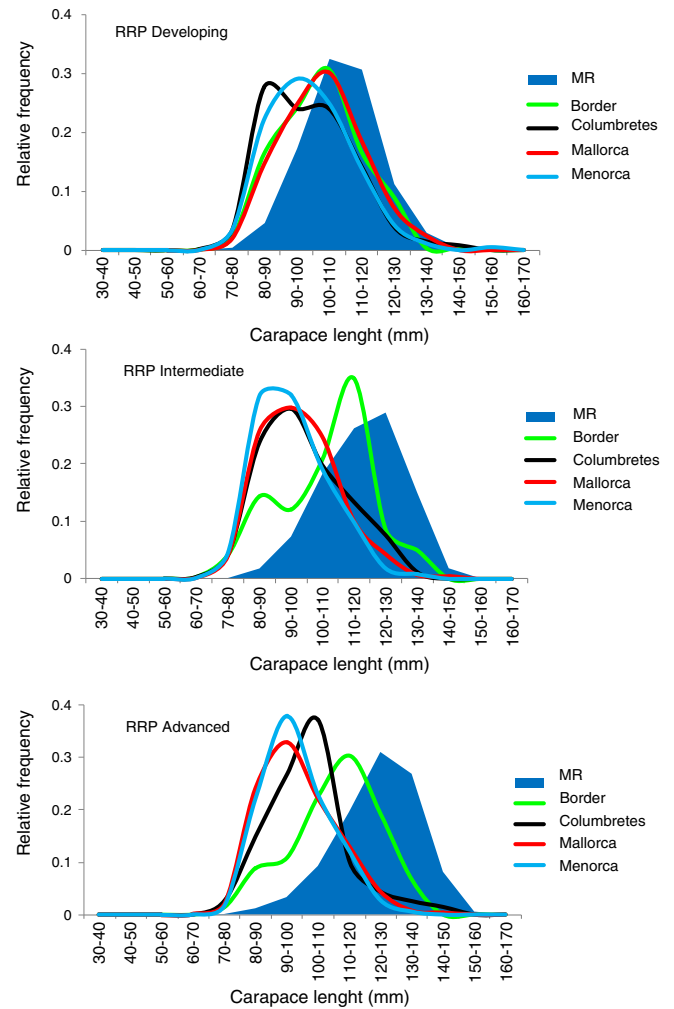 RRP Developing
Relative frequency
0.4
0.3
0.2
0.1
0
30-40
40-50
50-60
60-70
70-80
80-90
90-100
100-110
110-120
120-130
130-140
140-150
150-160
160-170
Carapace lenght (mm)
MR
Border
Columbretes
Mallorca
Menorca
RRP Intermediate
Relative frequency
0.4
0.3
0.2
0.1
0
30-40
40-50
50-60
60-70
70-80
80-90
90-100
100-110
110-120
120-130
130-140
140-150
150-160
160-170
Carapace lenght (mm)
MR
Border
Columbretes
Mallorca
Menorca
RRP Advanced
Relative frequency
0.4
0.3
0.2
0.1
0
30-40
40-50
50-60
60-70
70-80
80-90
90-100
100-110
110-120
120-130
130-140
140-150
150-160
160-170
Carapace lenght (mm)
MR
Border
Columbretes
Mallorca
Menorca